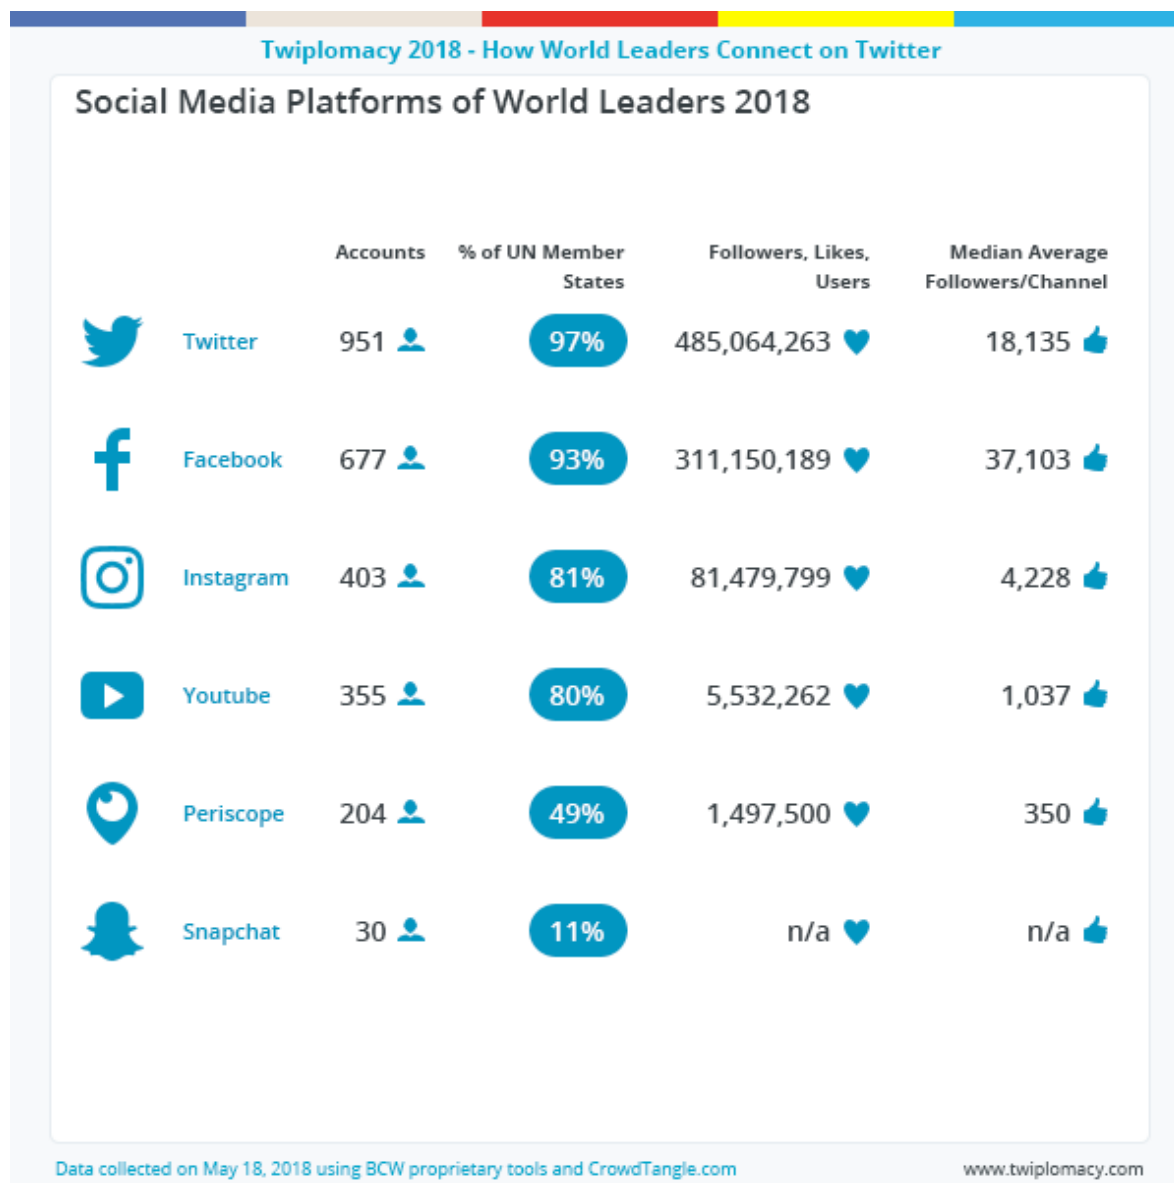 Twiplomacy 2018 - How World Leaders Connect on Twitter
Social Media Platforms of World Leaders 2018
Accounts % of UN Member States Followers, Likes, Users Median Average Followers/Channel
Twitter 951 97% 485,064,263 18,135
Facebook 677 93% 311,150,189 37,103
Instagram 403 81% 81,479,799 4,228
Youtube 355 80% 5,532,262 1,037
Periscope 204 49% 1,497,500 350
Snapchat 30 11% n/a n/a
Data collected on May 18, 2018 using BCW proprietary tools and CrowdTangle.com www.twiplomacy.com